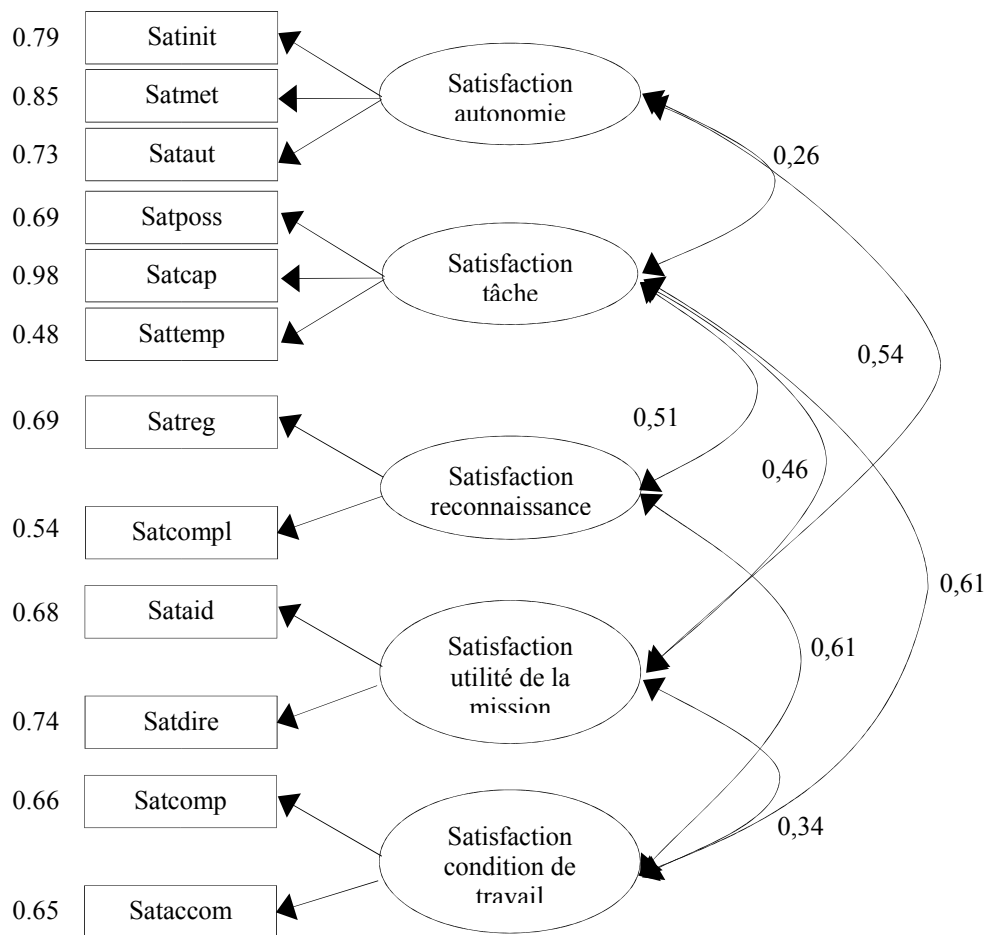 0.79 Satinit
0.85 Satmet
0.73 Sataut
Satisfaction
autonomie
0,26
0.69 Satposs
0.98 Satcap
0.48 Sattemp
Satisfaction
tâche
0,54
0.69 Satreg
0.54 Satcompl
Satisfaction
reconnaissance
0,51
0,46
0,61
0.68 Sataid
0.74 Satdire
Satisfaction
utilité de la
mission
0,61
0.66 Satcomp
0.65 Sataccom
Satisfaction
condition de
travail
0,34